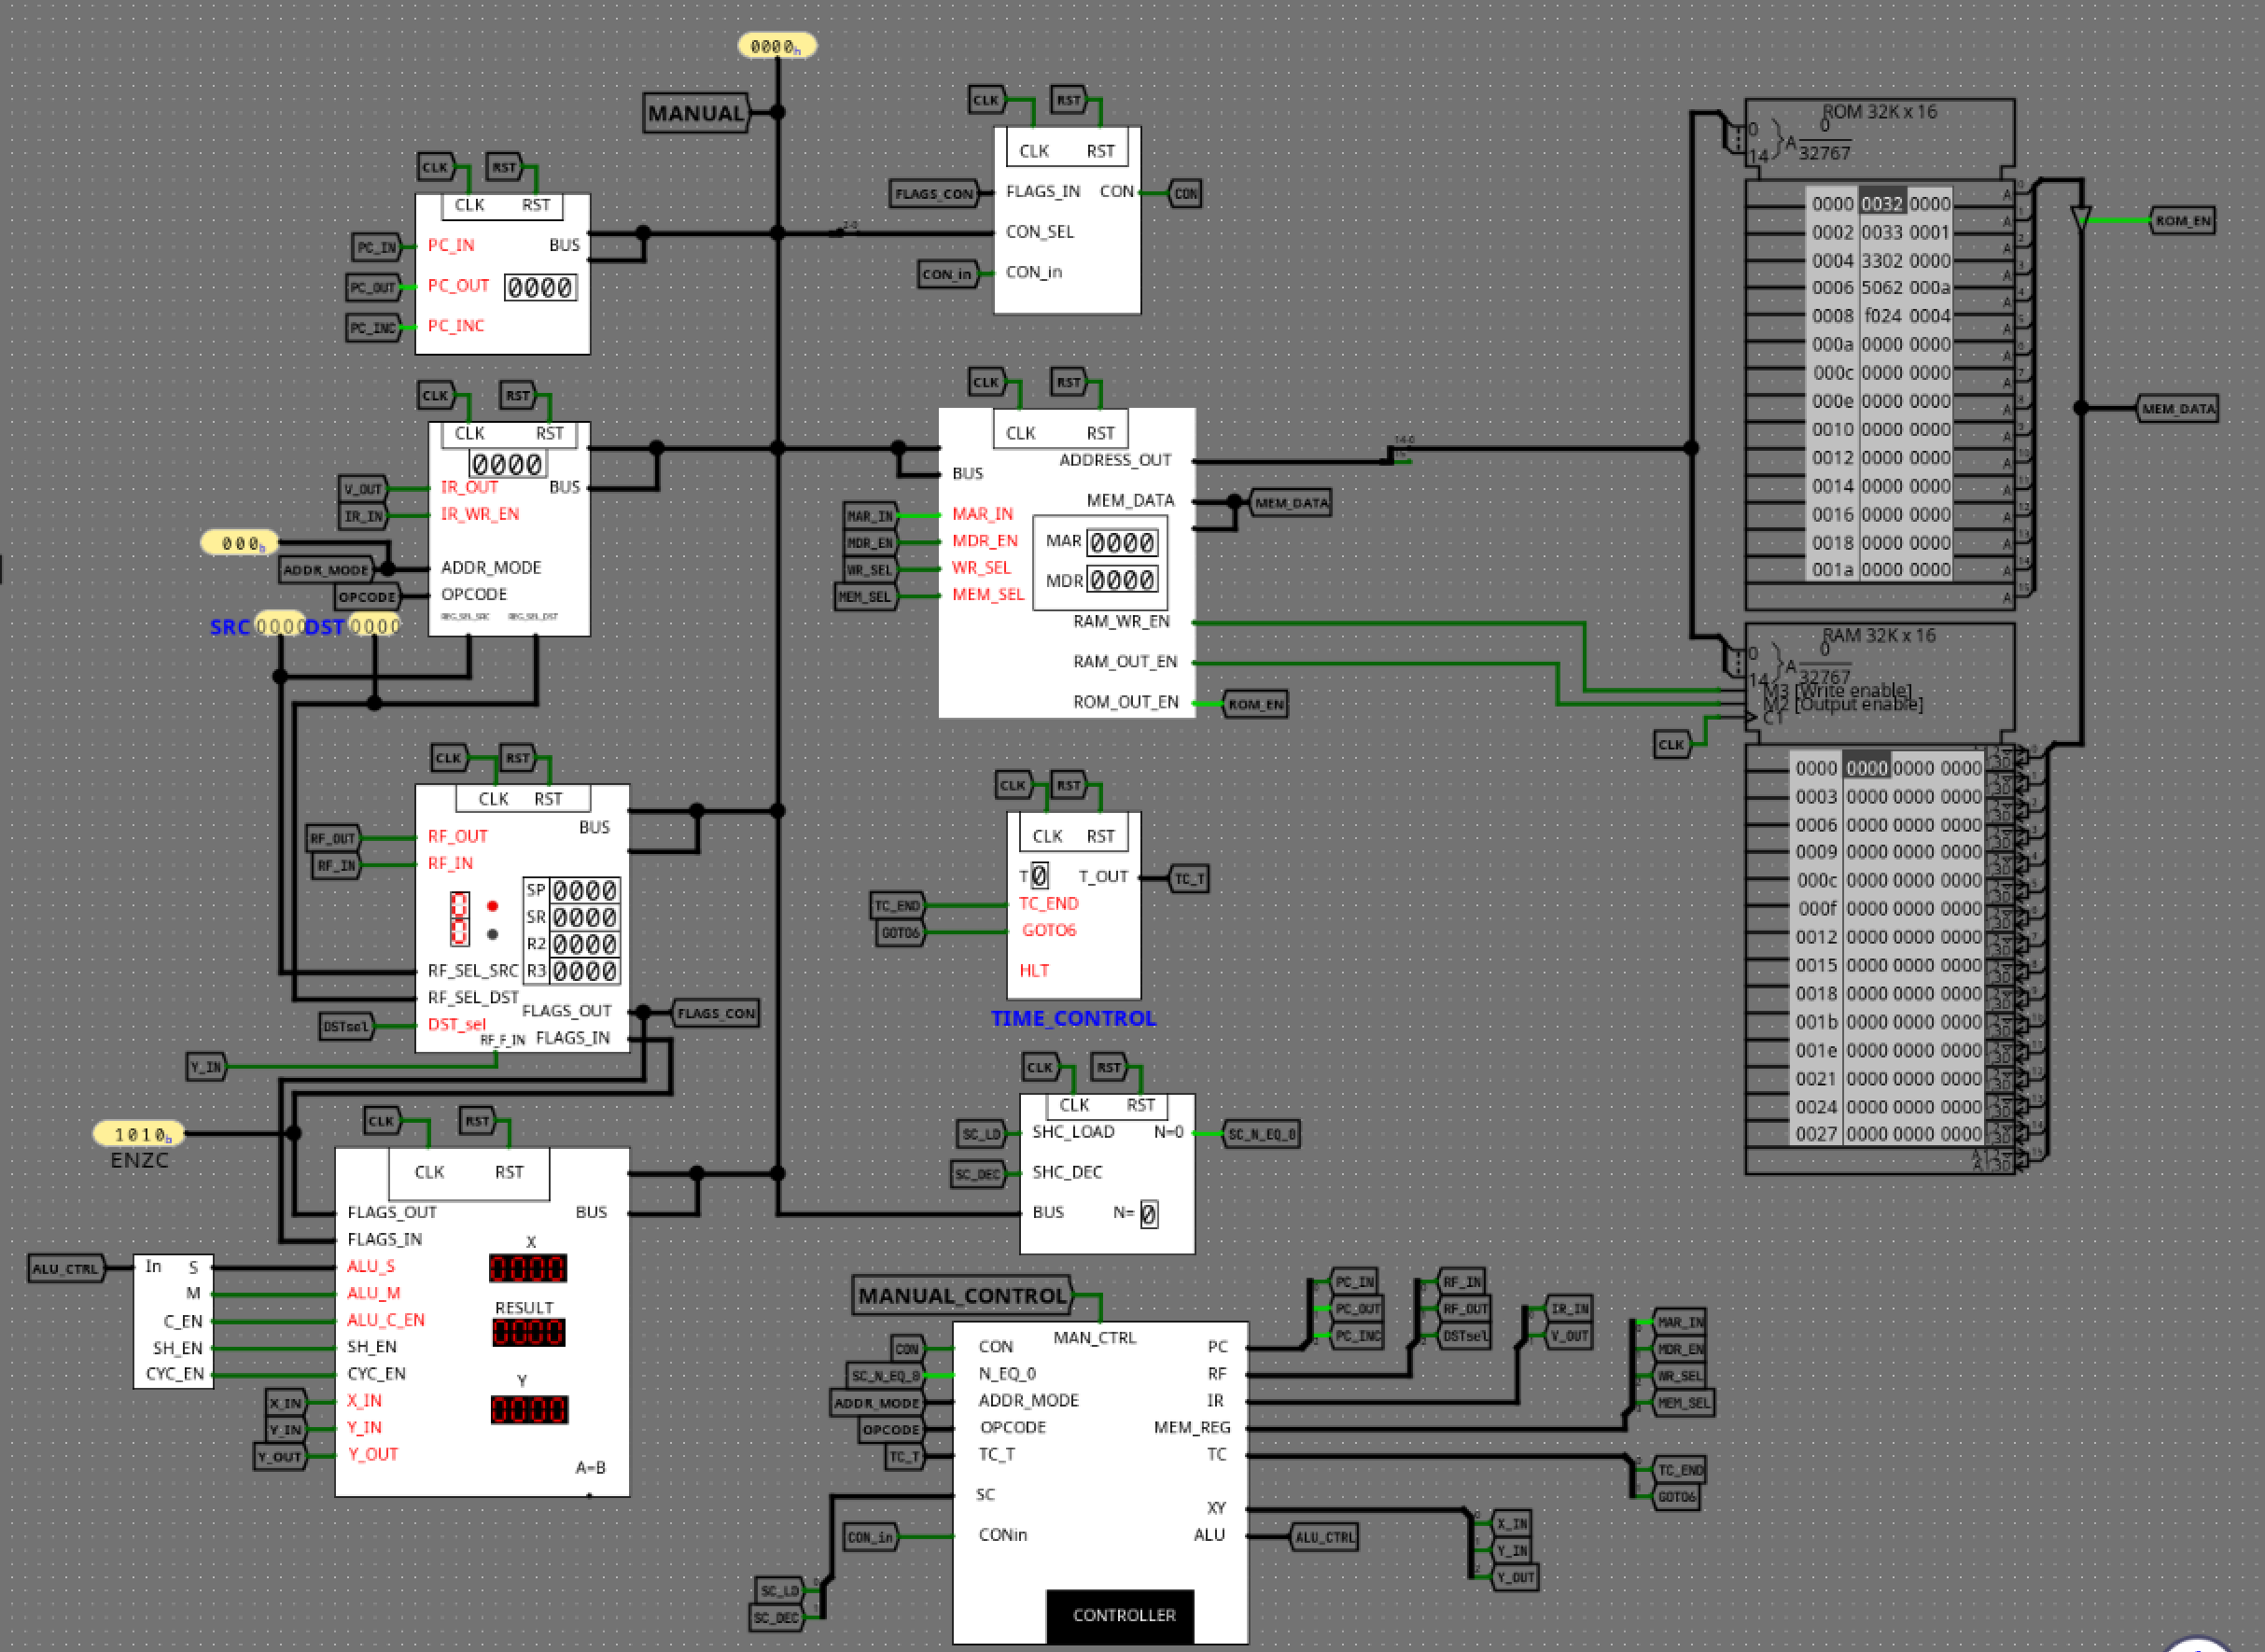 0000h
MANUAL
CLK RST
CLK RST
PC_IN PC_IN BUS
PC_OUT PC_OUT 0000
PC_INC PC_INC
CLK RST
CLK RST
FLAGS_CON FLAGS_IN CON CON
2-0
CON_SEL
CON_in CON_in
CLK RST
CLK RST
0000
V_OUT IR_OUT BUS
IR_IN IR_WR_EN
000b
ADDR_MODE ADDR_MODE
OPCODE OPCODE
REG_SEL_SRC REG_SEL_DST
SRC 0000 DST 0000
CLK RST
CLK RST
ADDRESS_OUT
14-0
15
BUS
MEM_DATA MEM_DATA
MAR_IN MAR_IN
MDR_EN MDR_EN MAR 0000
WR_SEL WR_SEL MDR 0000
MEM_SEL MEM_SEL
RAM_WR_EN
RAM_OUT_EN
ROM_OUT_EN ROM_EN
ROM 32K x 16
0
14
A 0
32767
0000 0032 0000
0002 0033 0001
0004 3302 0000
0006 5062 000a
0008 f024 0004
000a 0000 0000
000c 0000 0000
000e 0000 0000
0010 0000 0000
0012 0000 0000
0014 0000 0000
0016 0000 0000
0018 0000 0000
001a 0000 0000
ROM_EN
MEM_DATA
RAM 32K x 16
0
14
A 0
32767
M3 [Write enable]
M2 [Output enable]
C1
CLK
0000 0000 0000 0000
0003 0000 0000 0000
0006 0000 0000 0000
0009 0000 0000 0000
000c 0000 0000 0000
000f 0000 0000 0000
0012 0000 0000 0000
0015 0000 0000 0000
0018 0000 0000 0000
001b 0000 0000 0000
001e 0000 0000 0000
0021 0000 0000 0000
0024 0000 0000 0000
0027 0000 0000 0000
CLK RST
CLK RST
BUS
RF_OUT RF_OUT
RF_IN RF_IN
0
0
SP 0000
SR 0000
R2 0000
R3 0000
RF_SEL_SRC
RF_SEL_DST
FLAGS_OUT FLAGS_CON
DSTsel DST_sel
RF_F_IN FLAGS_IN
Y_IN
CLK RST
CLK RST
T 0 T_OUT TC_T
TC_END TC_END
GOTO6 GOTO6
HLT
TIME_CONTROL
CLK RST
CLK RST
SC_LD SHC_LOAD N=0 SC_N_EQ_0
SC_DEC SHC_DEC
BUS N= 0
1010b
ENZC
CLK RST
CLK RST
FLAGS_OUT BUS
FLAGS_IN
X
0000
RESULT
0000
Y
0000
ALU_CTRL In S ALU_S
M ALU_M
C_EN ALU_C_EN
SH_EN SH_EN
CYC_EN CYC_EN
X_IN X_IN
Y_IN Y_IN
Y_OUT Y_OUT
A=B
MANUAL_CONTROL
MAN_CTRL
CON CON PC
SC_N_EQ_0 N_EQ_0 RF
ADDR_MODE ADDR_MODE IR
OPCODE OPCODE MEM_REG
TC_T TC_T TC
SC XY
CON_in CONin ALU ALU_CTRL
SC_LD
SC_DEC
CONTROLLER
PC_IN
PC_OUT
PC_INC
RF_IN
RF_OUT
DSTsel
IR_IN
V_OUT
MAR_IN
MDR_EN
WR_SEL
MEM_SEL
TC_END
GOTO6
X_IN
Y_IN
Y_OUT